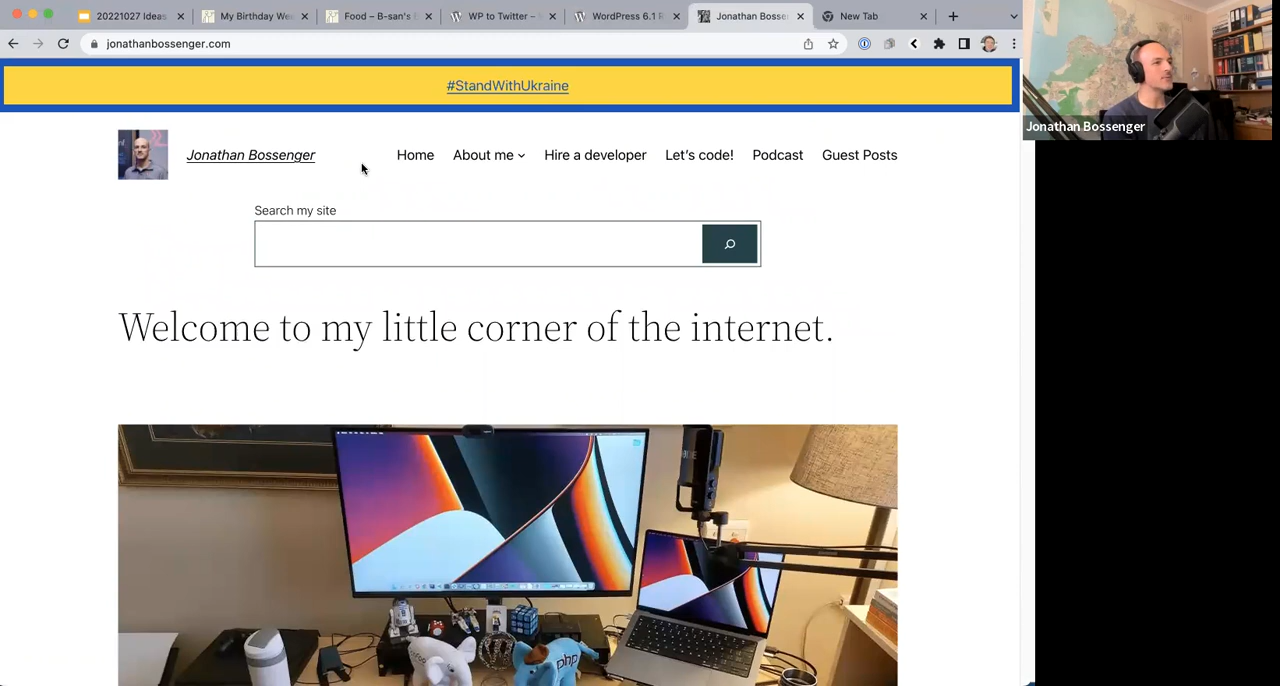 20221027 Ideas
My Birthday We
Food – B-san's
WP to Twitter –
WordPress 6.1 R
Jonathan Bosse
New Tab
jonathanbossenger.com
#StandWithUkraine
Jonathan Bossenger
Home
About me
Hire a developer
Let's code!
Podcast
Guest Posts
Search my site
Welcome to my little corner of the internet.
php
Jonathan Bossenger